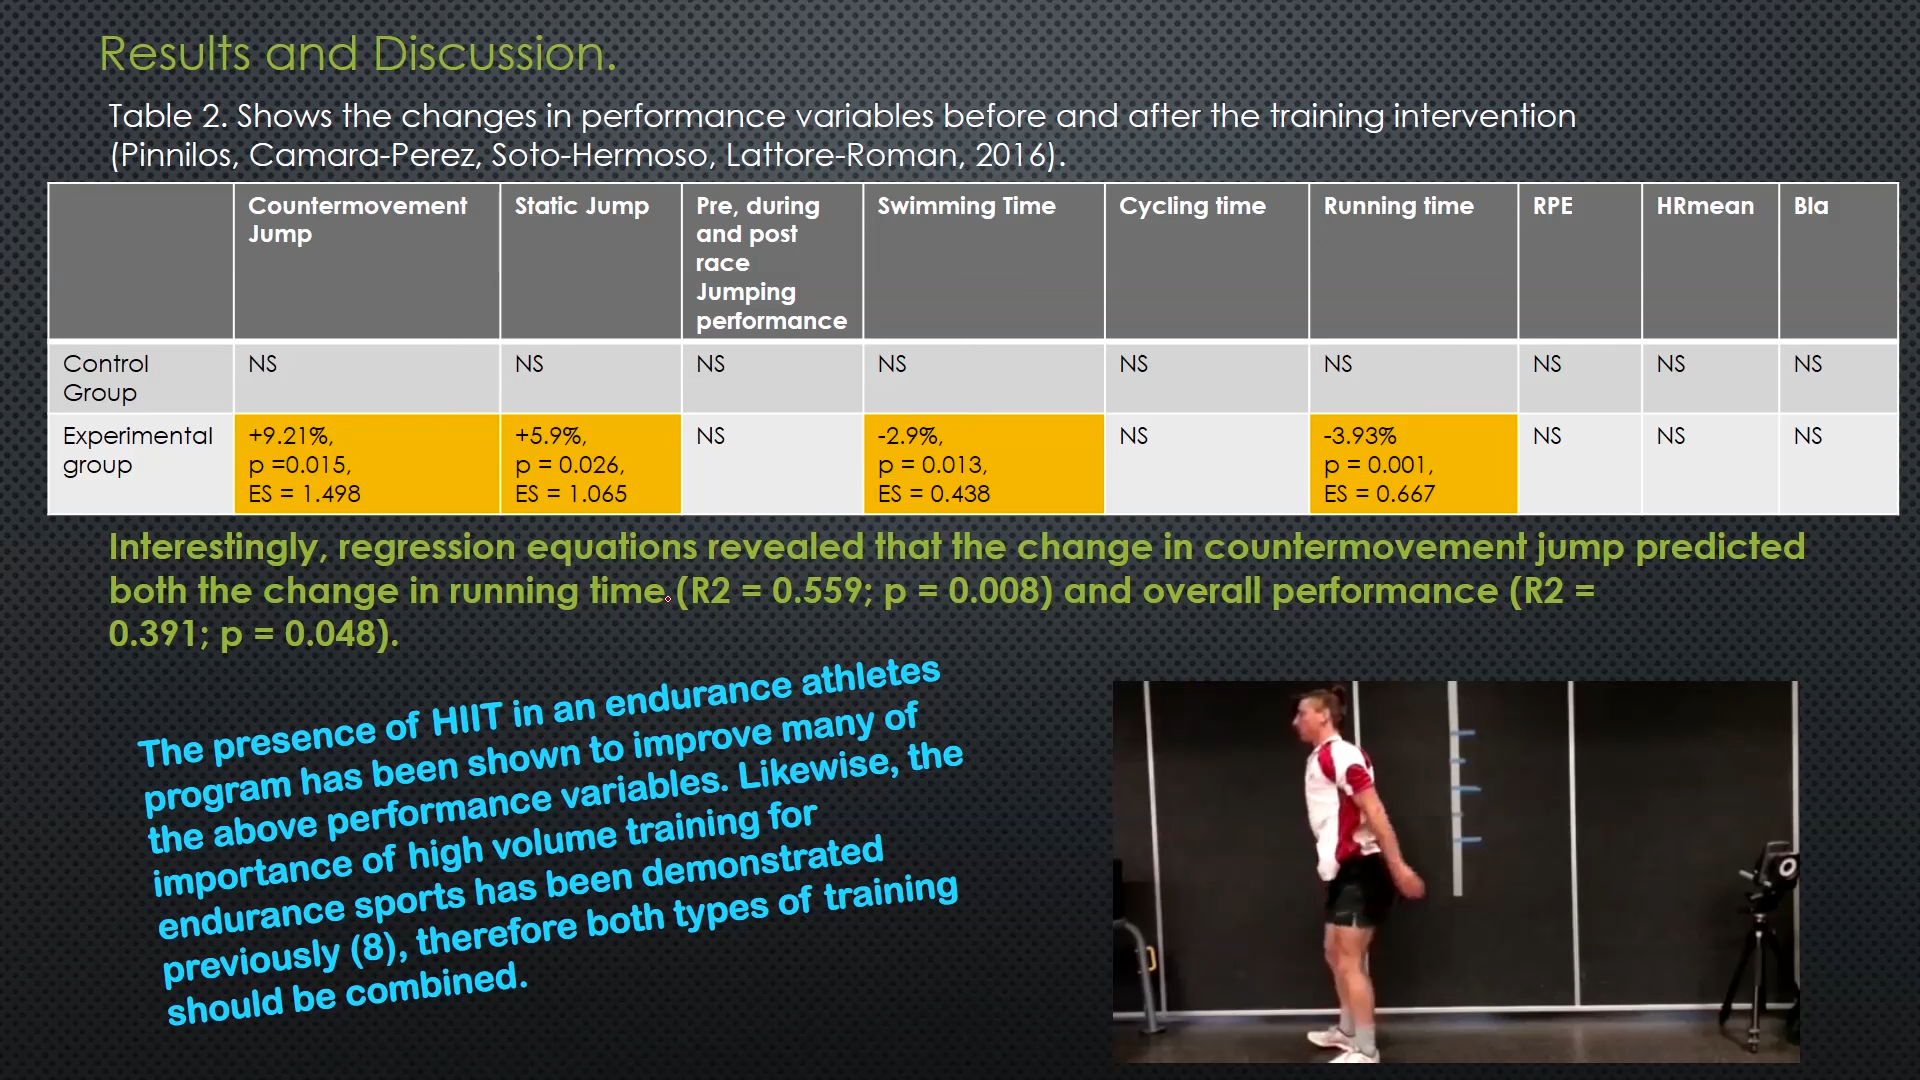 Results and Discussion.
Table 2. Shows the changes in performance variables before and after the training intervention
(Pinnilos, Camara-Perez, Soto-Hermoso, Lattore-Roman, 2016).
Countermovement
Jump
Static Jump
Pre, during
and post
race
Jumping
performance
Swimming Time
Cycling time
Running time
RPE
HRmean
Bla
Control
Group
NS
NS
NS
NS
NS
NS
NS
NS
NS
Experimental
group
+9.21%,
p =0.015,
ES = 1.498
+5.9%,
p = 0.026,
ES = 1.065
NS
-2.9%,
p = 0.013,
ES = 0.438
NS
-3.93%
p = 0.001,
ES = 0.667
NS
NS
NS
Interestingly, regression equations revealed that the change in countermovement jump predicted
both the change in running time (R2 = 0.559; p = 0.008) and overall performance (R2 =
0.391; p = 0.048).
The presence of HIIT in an endurance athletes
program has been shown to improve many of
the above performance variables. Likewise, the
importance of high volume training for
endurance sports has been demonstrated
previously (8), therefore both types of training
should be combined.